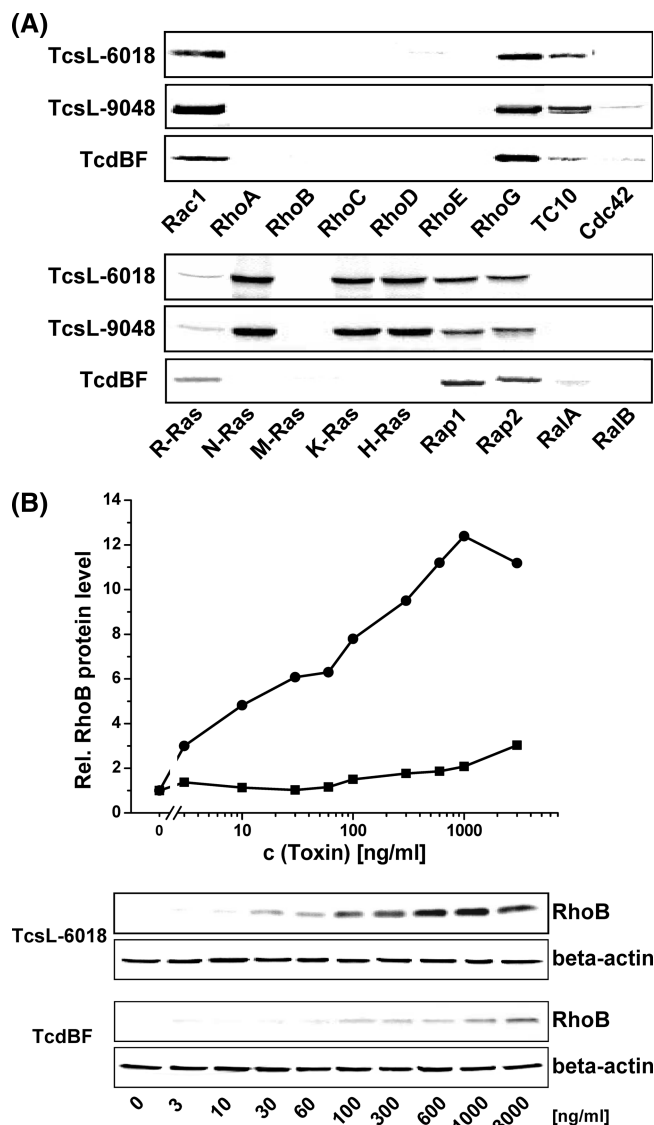 (A)
TcsL-6018
TcsL-9048
TcdBF
Rac1 RhoA RhoB RhoC RhoD RhoE RhoG TC10 Cdc42
TcsL-6018
TcsL-9048
TcdBF
R-Ras N-Ras M-Ras K-Ras H-Ras Rap1 Rap2 RalA RalB
(B)
Rel. RhoB protein level
14
12
10
8
6
4
2
0
0 10 100 1000
c (Toxin) [ng/ml]
TcsL-6018
RhoB
beta-actin
TcdBF
RhoB
beta-actin
0 3 10 30 60 100 300 600 1000 3000 [ng/ml]